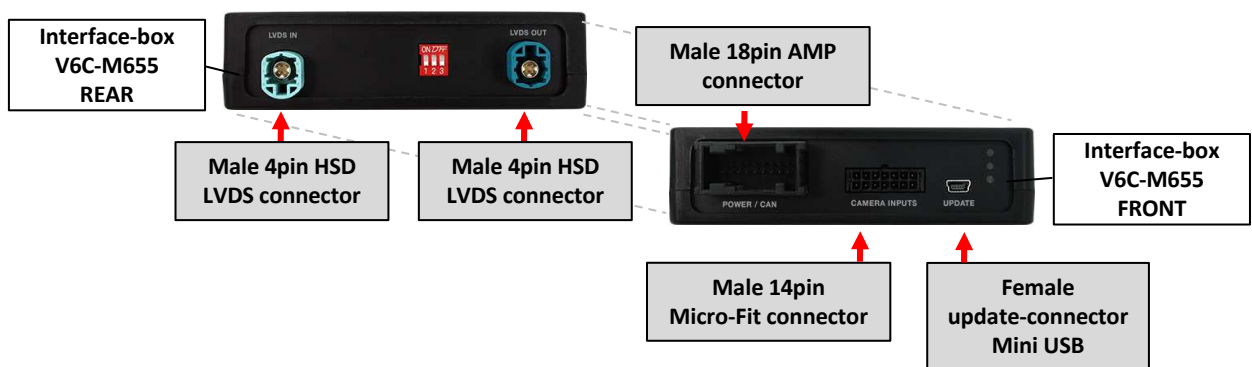 Interface-box
V6C-M655
REAR
LVDS IN
ON DIP
1 2 3
LVDS OUT
Male 18pin AMP
connector
Male 4pin HSD
LVDS connector
Male 4pin HSD
LVDS connector
POWER / CAN
CAMERA INPUTS
UPDATE
Interface-box
V6C-M655
FRONT
Male 14pin
Micro-Fit connector
Female
update-connector
Mini USB